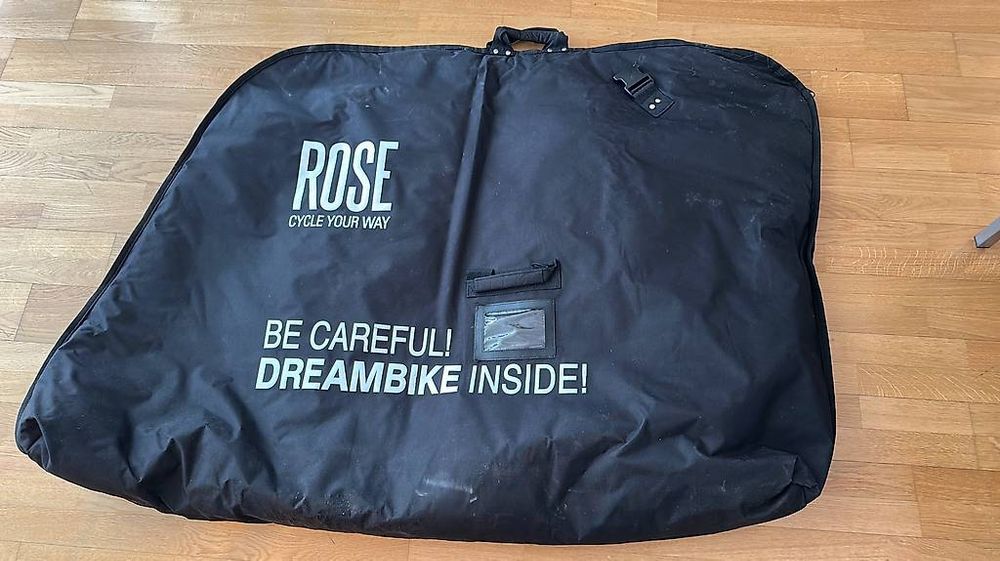 ROSE
CYCLE YOUR WAY
BE CAREFUL!
DREAMBIKE INSIDE!